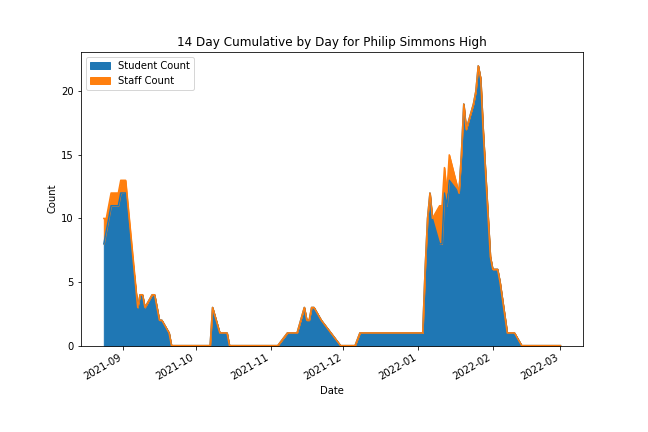 14 Day Cumulative by Day for Philip Simmons High
Student Count
Staff Count
20
15
10
5
0
Count
2021-09
2021-10
2021-11
2021-12
2022-01
2022-02
2022-03
Date